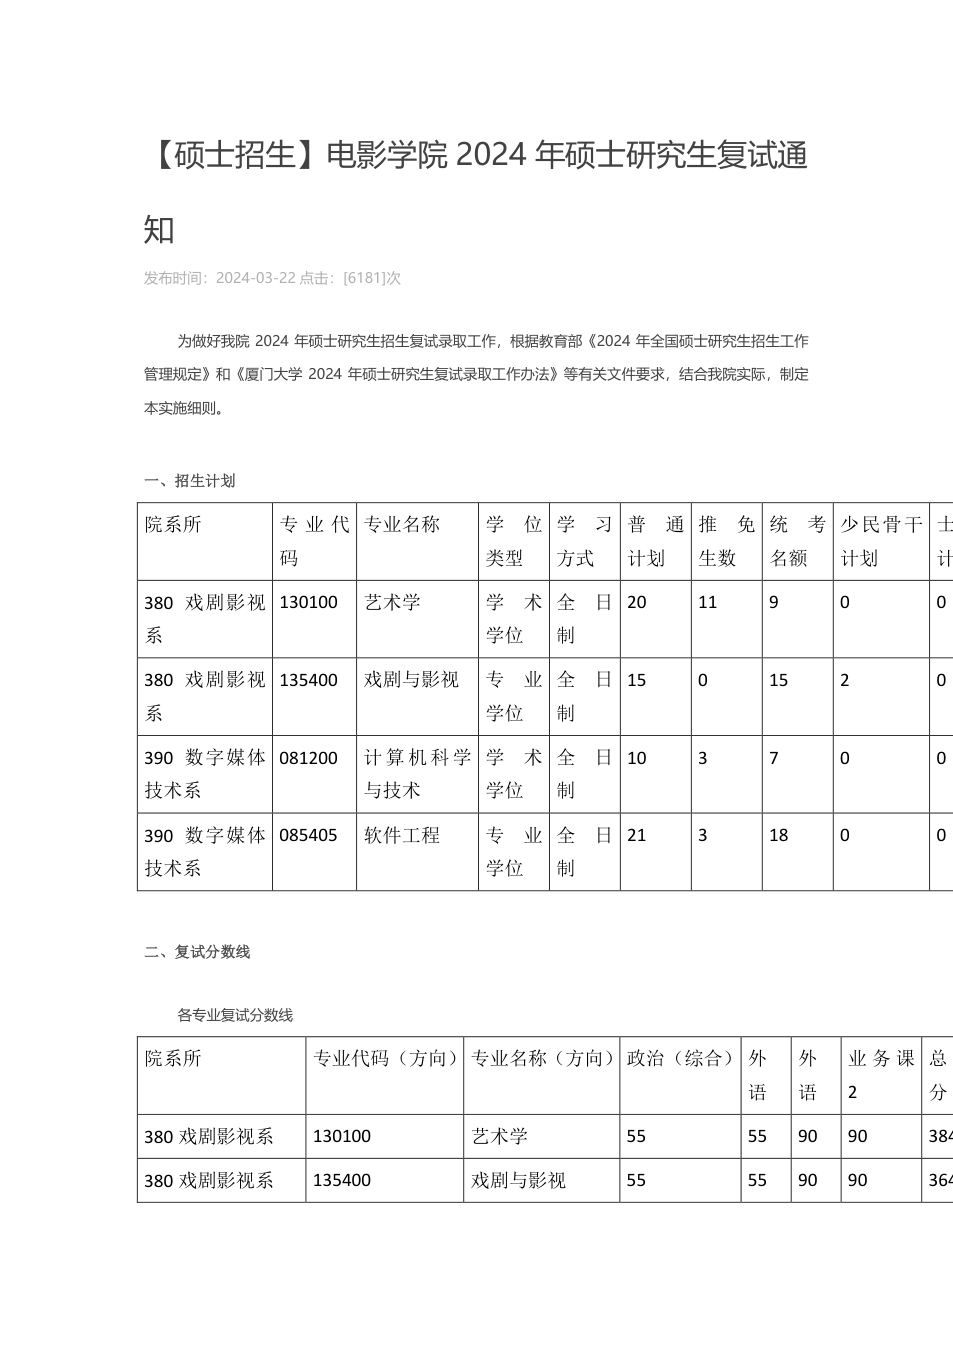 【硕士招生】电影学院 2024 年硕士研究生复试通
知
发布时间：2024-03-22 点击：[6181]次
为做好我院 2024 年硕士研究生招生复试录取工作，根据教育部《2024 年全国硕士研究生招生工作
管理规定》和《厦门大学 2024 年硕士研究生复试录取工作办法》等有关文件要求，结合我院实际，制定
本实施细则。
一、招生计划
院系所 专业代 专业名称 学位 学习 普通 推免 统考 少民骨干 士
码 类型 方式 计划 生数 名额 计划 计
380 戏剧影视 130100 艺术学 学术 全日 20 11 9 0 0
系 学位 制
380 戏剧影视 135400 戏剧与影视 专业 全日 15 0 15 2 0
系 学位 制
390 数字媒体 081200 计算机科学 学术 全日 10 3 7 0 0
技术系 与技术 学位 制
390 数字媒体 085405 软件工程 专业 全日 21 3 18 0 0
技术系 学位 制
二、复试分数线
各专业复试分数线
院系所 专业代码（方向） 专业名称（方向） 政治（综合） 外 外 业务课 总
语 语 2 分
380 戏剧影视系 130100 艺术学 55 55 90 90 384
380 戏剧影视系 135400 戏剧与影视 55 55 90 90 364